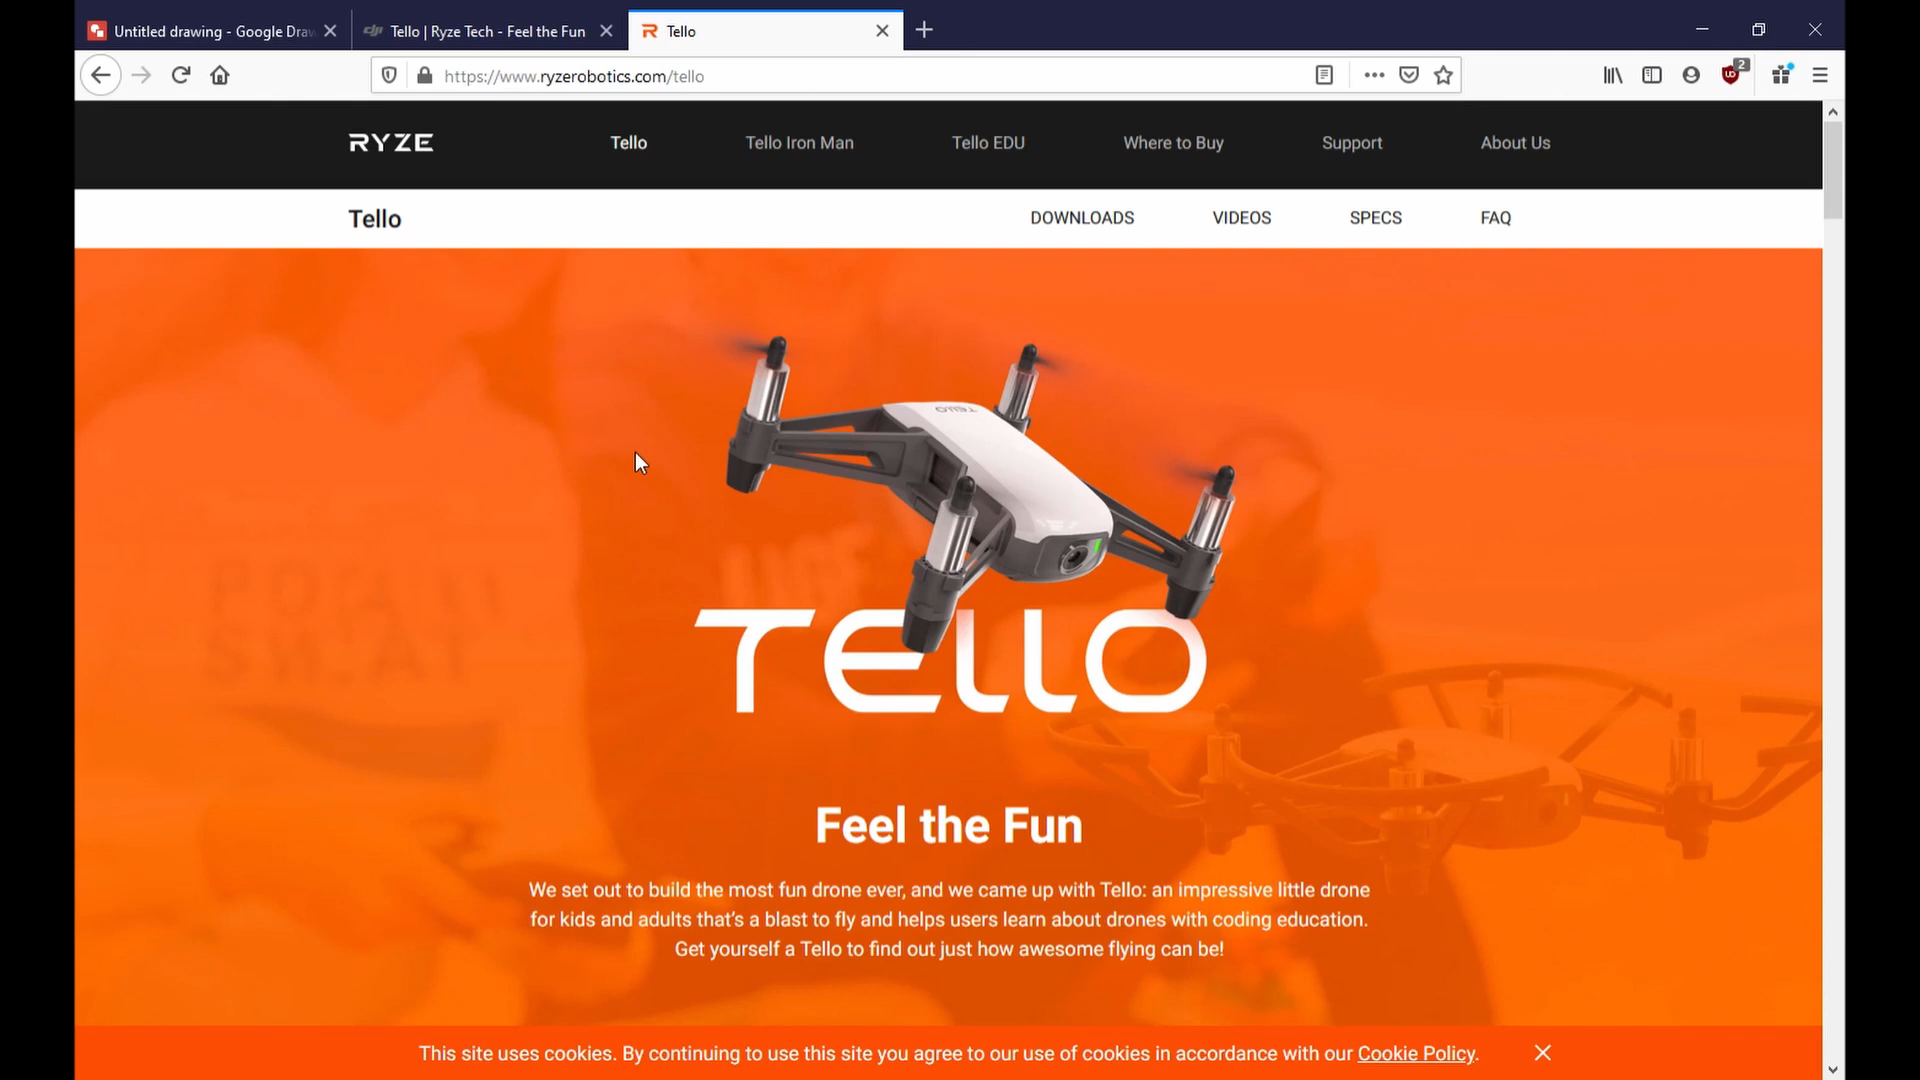 Untitled drawing - Google Draw
Tello | Ryze Tech - Feel the Fun
Tello
https://www.ryzerobotics.com/tello
2
RYZE
Tello
Tello Iron Man
Tello EDU
Where to Buy
Support
About Us
Tello
DOWNLOADS
VIDEOS
SPECS
FAQ
TELLO
TELLO
Feel the Fun
We set out to build the most fun drone ever, and we came up with Tello: an impressive little drone
for kids and adults that's a blast to fly and helps users learn about drones with coding education.
Get yourself a Tello to find out just how awesome flying can be!
This site uses cookies. By continuing to use this site you agree to our use of cookies in accordance with our Cookie Policy.